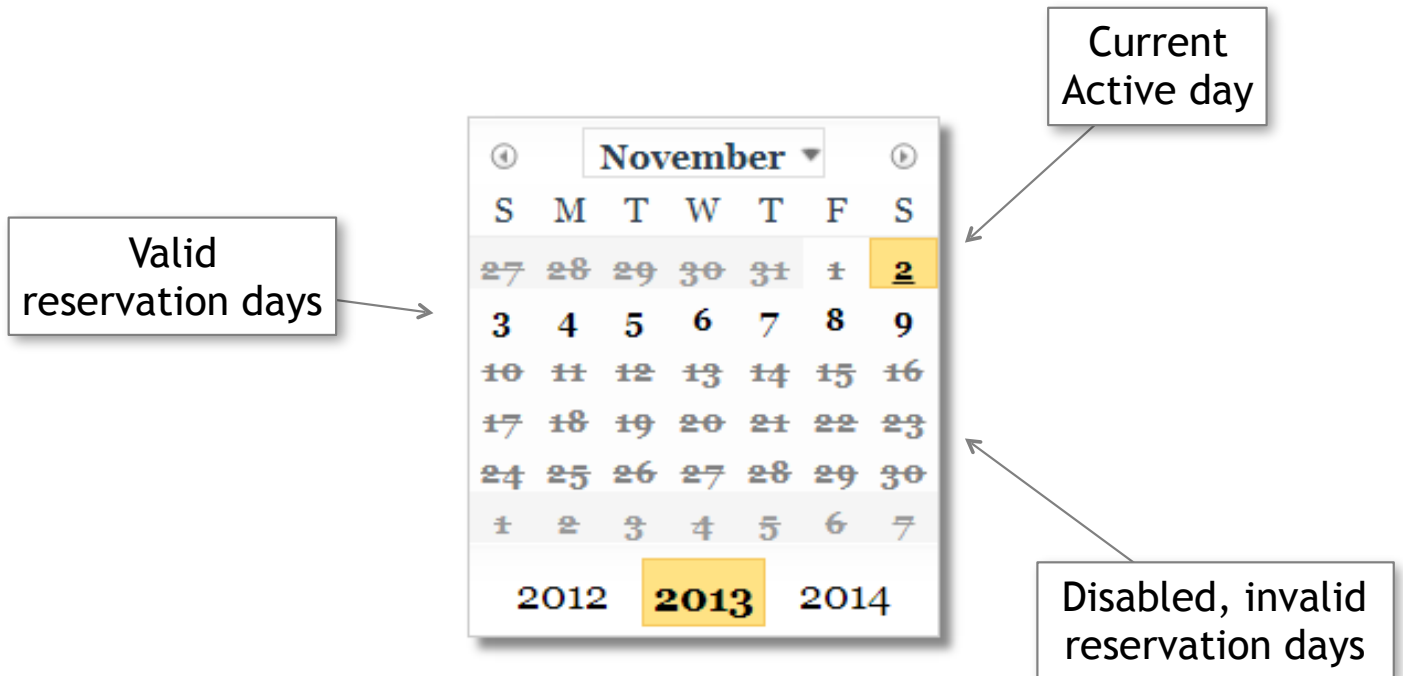 Current
Active day
November
S M T W T F S
Valid
reservation days
27 28 29 30 31 1 2
3 4 5 6 7 8 9
10 11 12 13 14 15 16
17 18 19 20 21 22 23
24 25 26 27 28 29 30
1 2 3 4 5 6 7
2012 2013 2014
Disabled, invalid
reservation days